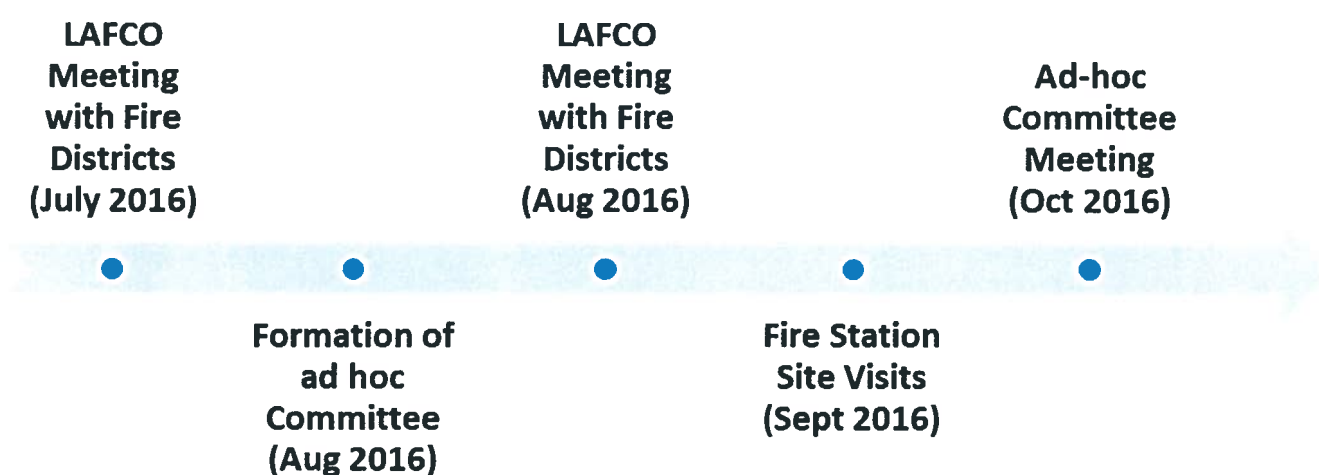 LAFCO
Meeting
with Fire
Districts
(July 2016)
Formation of
ad hoc
Committee
(Aug 2016)
LAFCO
Meeting
with Fire
Districts
(Aug 2016)
Fire Station
Site Visits
(Sept 2016)
Ad-hoc
Committee
Meeting
(Oct 2016)